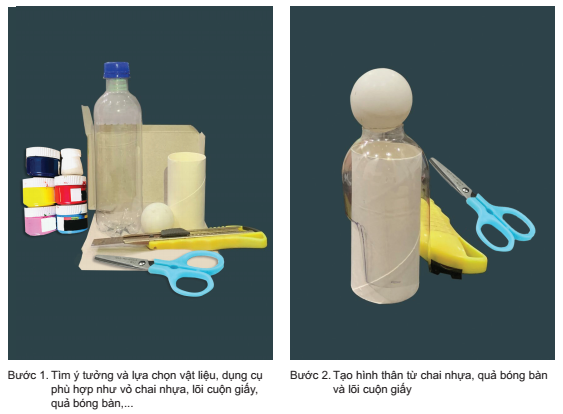 Bước 1. Tìm ý tưởng và lựa chọn vật liệu, dụng cụ
phù hợp như vỏ chai nhựa, lõi cuộn giấy,
quả bóng bàn,...
Bước 2. Tạo hình thân từ chai nhựa, quả bóng bàn
và lõi cuộn giấy